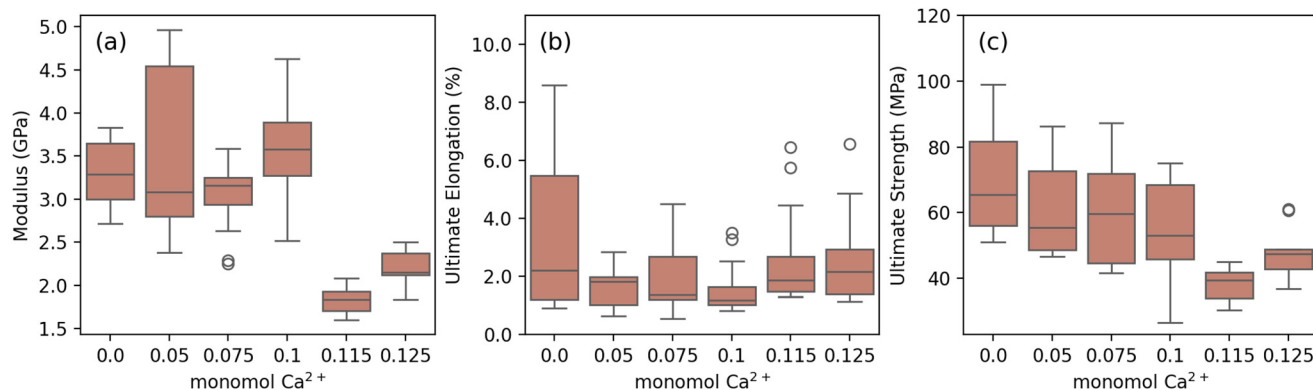 (a)
Modulus (GPa)
5.0
4.5
4.0
3.5
3.0
2.5
2.0
1.5
0.0 0.05 0.075 0.1 0.115 0.125
monomol Ca²⁺
(b)
Ultimate Elongation (%)
10.0
8.0
6.0
4.0
2.0
0.0
0.0 0.05 0.075 0.1 0.115 0.125
monomol Ca²⁺
(c)
Ultimate Strength (MPa)
120
100
80
60
40
0.0 0.05 0.075 0.1 0.115 0.125
monomol Ca²⁺